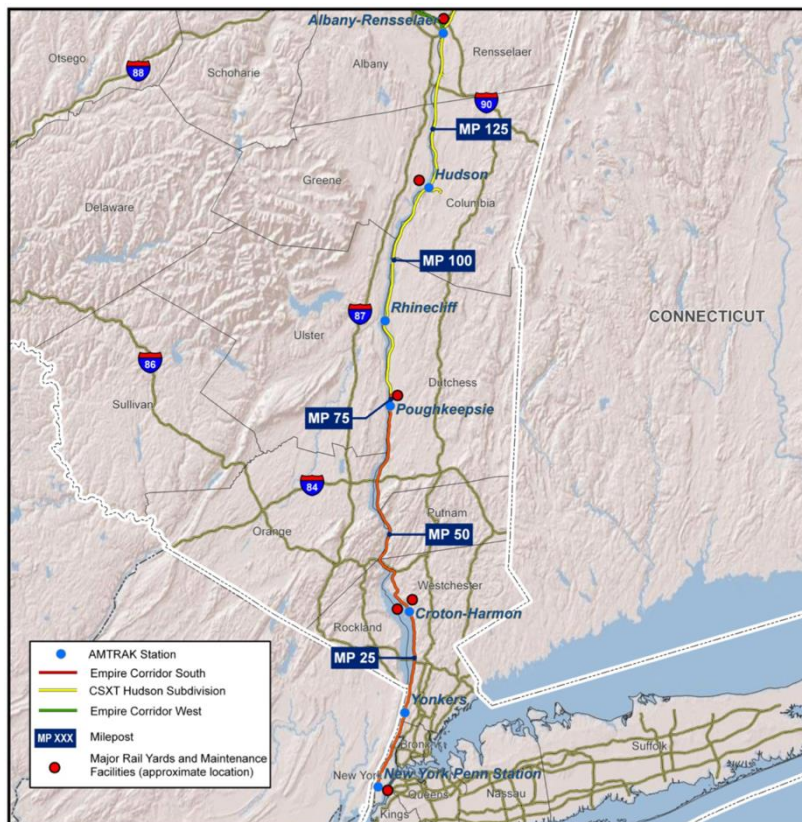 Albany-Rensselaer
Otsego
Schoharie
Albany
Rensselaer
88
90
MP 125
Hudson
Greene
Columbia
Delaware
MP 100
87
Rhinecliff
CONNECTICUT
Ulster
86
Dutchess
Sullivan
MP 75
Poughkeepsie
84
Putnam
Orange
MP 50
Westchester
Croton-Harmon
Rockland
MP 25
Yonkers
Bronx
Suffolk
New York
New York Penn Station
Queens
Nassau
Kings
AMTRAK Station
Empire Corridor South
CSXT Hudson Subdivision
Empire Corridor West
MP XXX Milepost
Major Rail Yards and Maintenance
Facilities (approximate location)